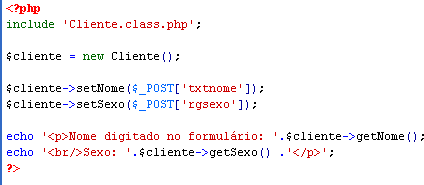 <?php
include 'Cliente.class.php';
$cliente = new Cliente();
$cliente->setNome($_POST['txtnome']);
$cliente->setSexo($_POST['rgsexo']);
echo '<p>Nome digitado no formulário: '.$cliente->getNome();
echo '<br/>Sexo: '.$cliente->getSexo() .'</p>';
?>